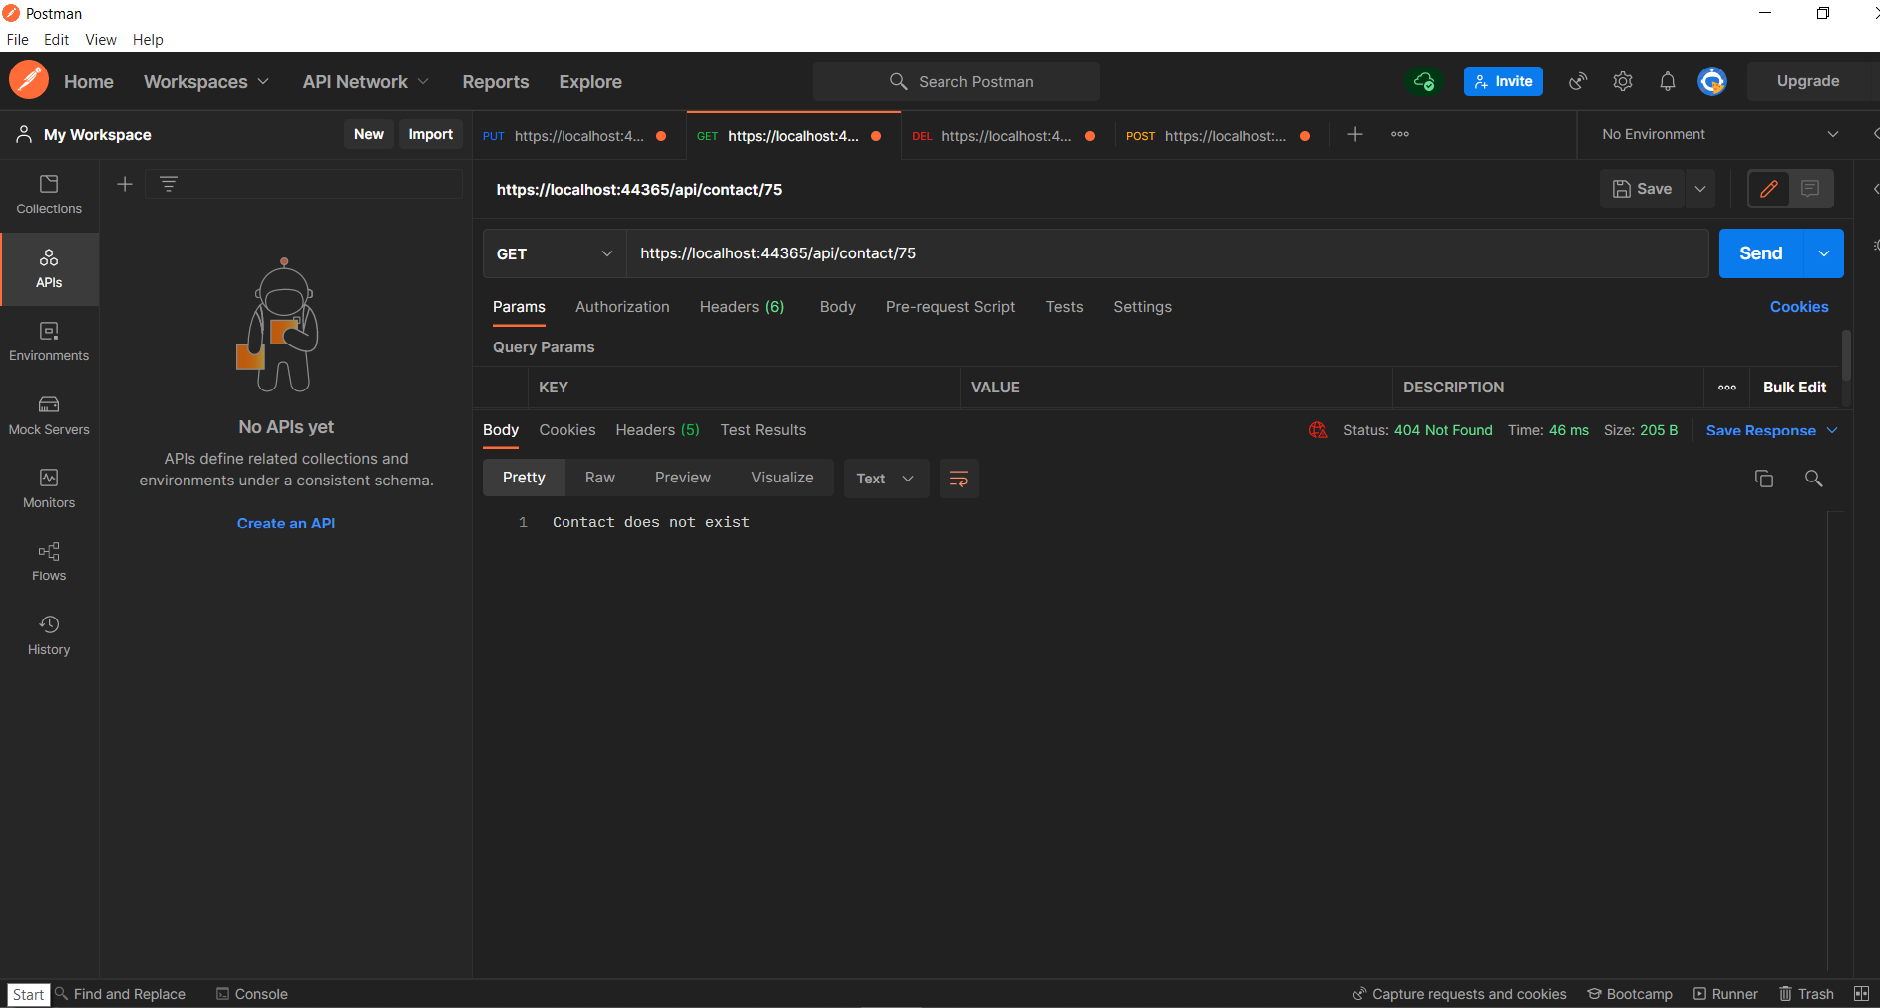 Postman
File Edit View Help
Home Workspaces API Network Reports Explore Search Postman Invite Upgrade
My Workspace New Import PUT https://localhost:4... GET https://localhost:4... DEL https://localhost:4... POST https://localhost:... No Environment
https://localhost:44365/api/contact/75 Save
GET https://localhost:44365/api/contact/75 Send
Params Authorization Headers (6) Body Pre-request Script Tests Settings Cookies
Query Params
KEY VALUE DESCRIPTION Bulk Edit
Body Cookies Headers (5) Test Results Status: 404 Not Found Time: 46 ms Size: 205 B Save Response
Pretty Raw Preview Visualize Text
1 Contact does not exist
Collections
APIs
Environments
Mock Servers
Monitors
Flows
History
No APIs yet
APIs define related collections and
environments under a consistent schema.
Create an API
Start Find and Replace Console Capture requests and cookies Bootcamp Runner Trash